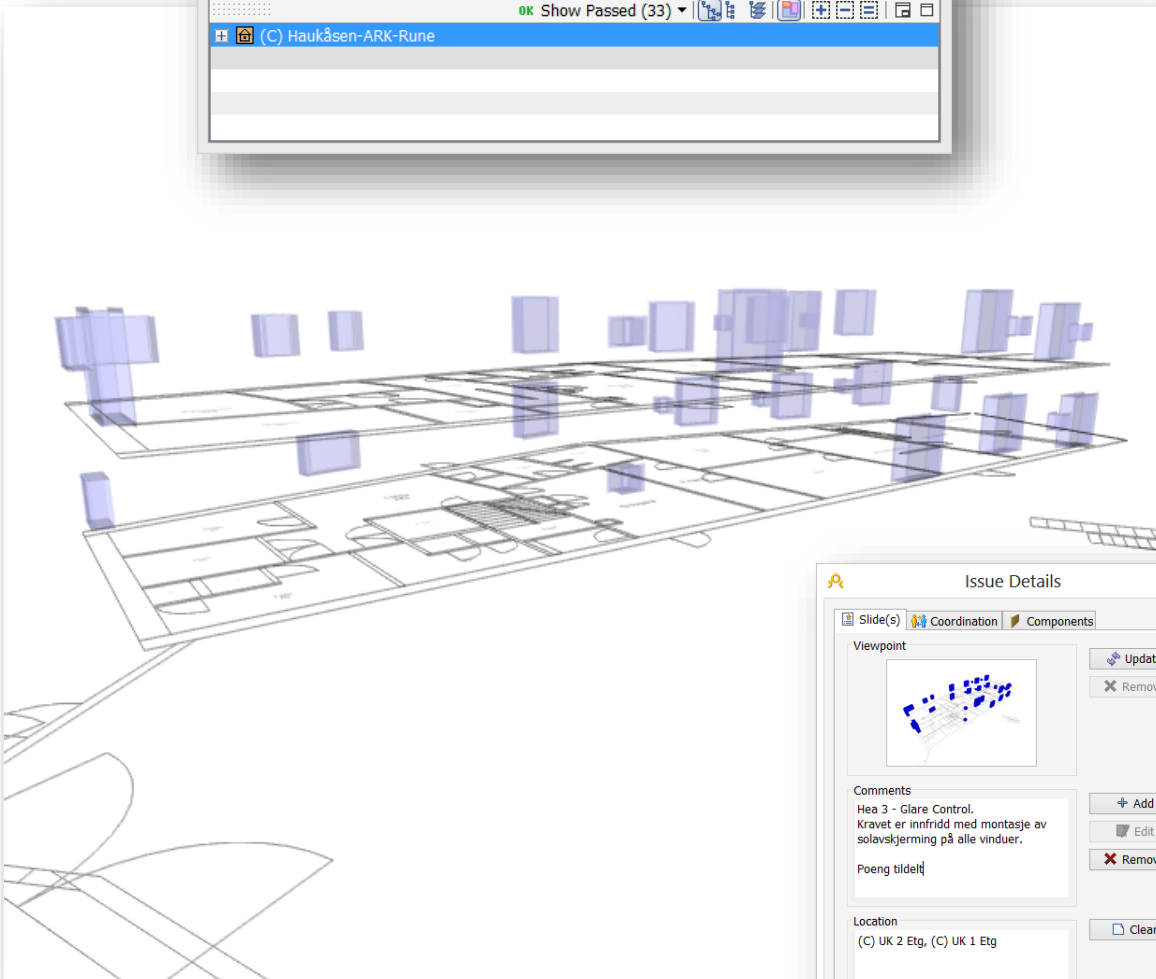 OK Show Passed (33)
(C) Haukåsen-ARK-Rune
Issue Details
Slide(s) Coordination Components
Viewpoint
Updat
Remov
Comments
Hea 3 - Glare Control.
Kravet er innfridd med montasje av
solavskjerming på alle vinduer.
Poeng tildelt
Add
Edit
Remov
Location
(C) UK 2 Etg, (C) UK 1 Etg
Clear